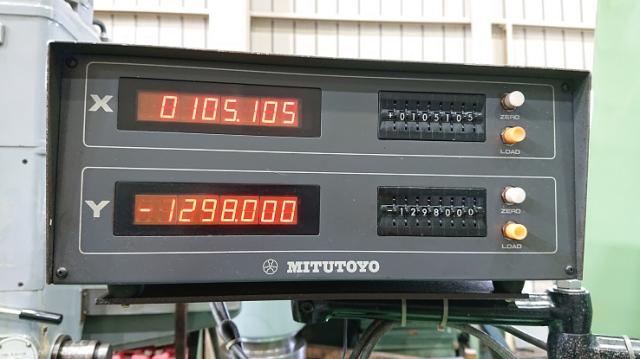 X 0105.105 +0105105 ZERO
LOAD
Y -1298.000 -1298000 ZERO
LOAD
MITUTOYO